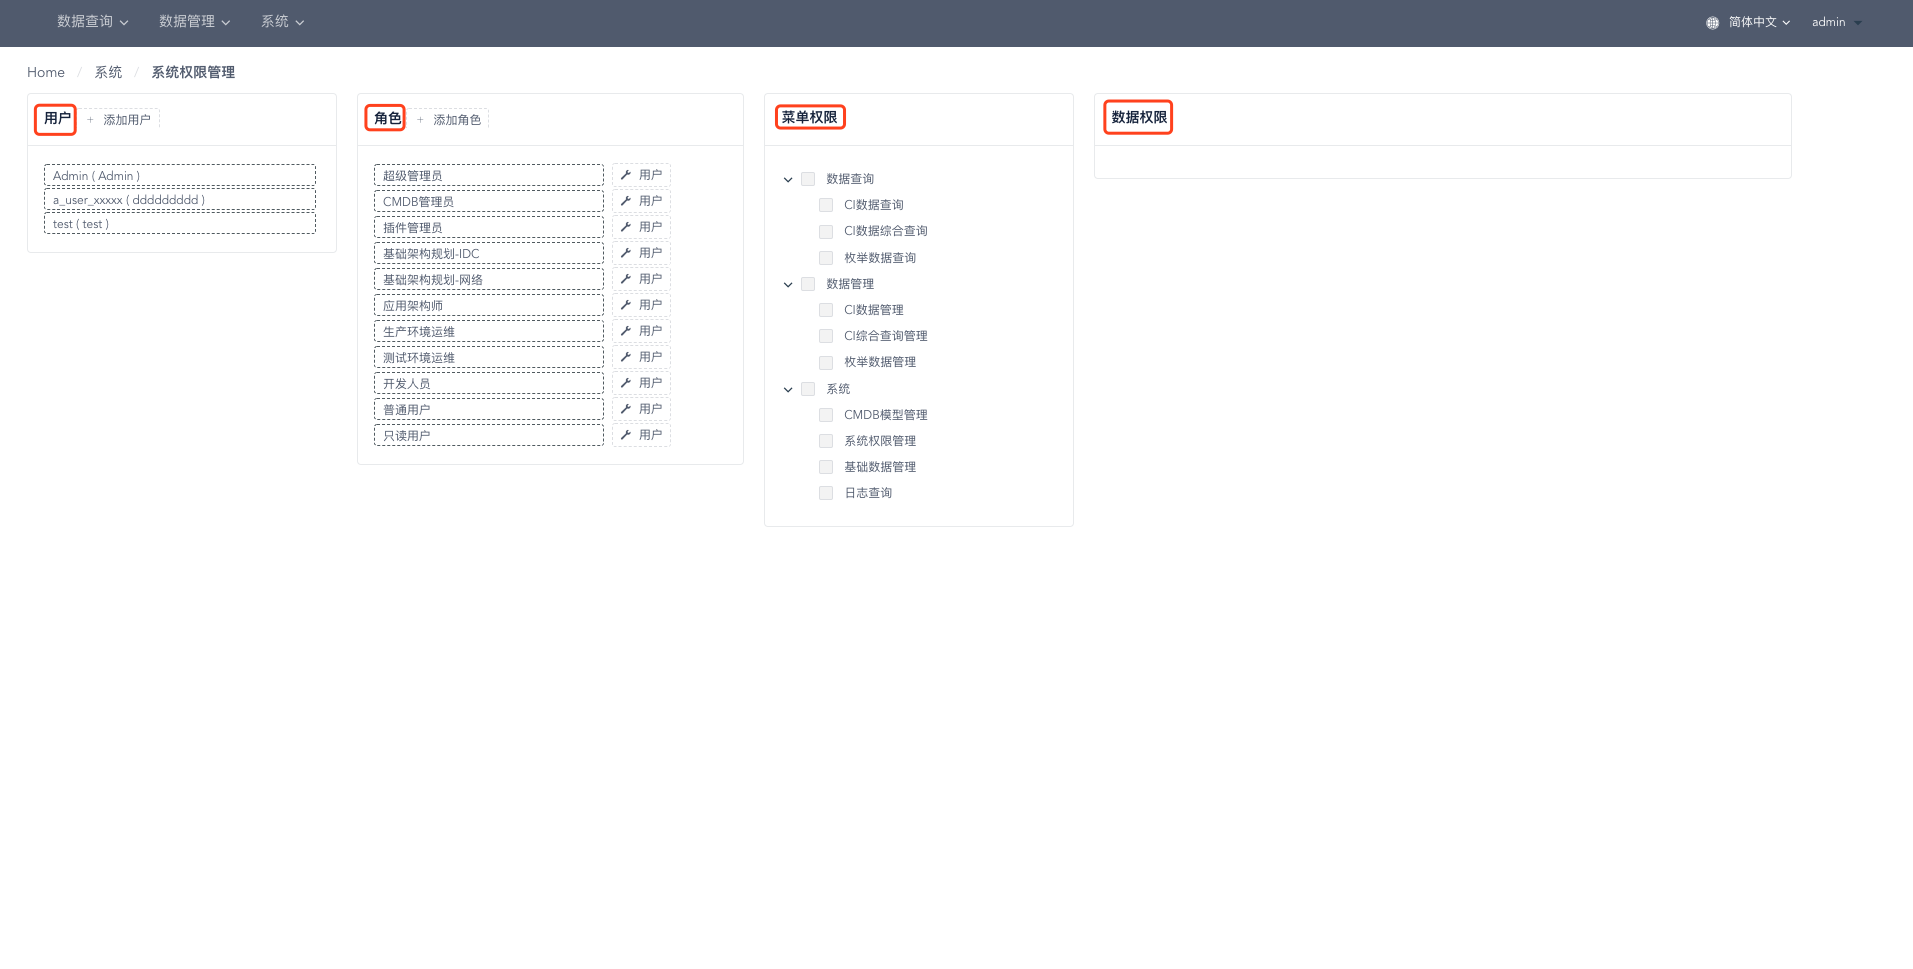 数据查询 数据管理 系统 简体中文 admin
Home / 系统 / 系统权限管理
用户 + 添加用户
Admin ( Admin )
a_user_xxxxx ( ddddddddd )
test ( test )
角色 + 添加角色
超级管理员 用户
CMDB管理员 用户
插件管理员 用户
基础架构规划-IDC 用户
基础架构规划-网络 用户
应用架构师 用户
生产环境运维 用户
测试环境运维 用户
开发人员 用户
普通用户 用户
只读用户 用户
菜单权限
数据查询
CI数据查询
CI数据综合查询
枚举数据查询
数据管理
CI数据管理
CI综合查询管理
枚举数据管理
系统
CMDB模型管理
系统权限管理
基础数据管理
日志查询
数据权限